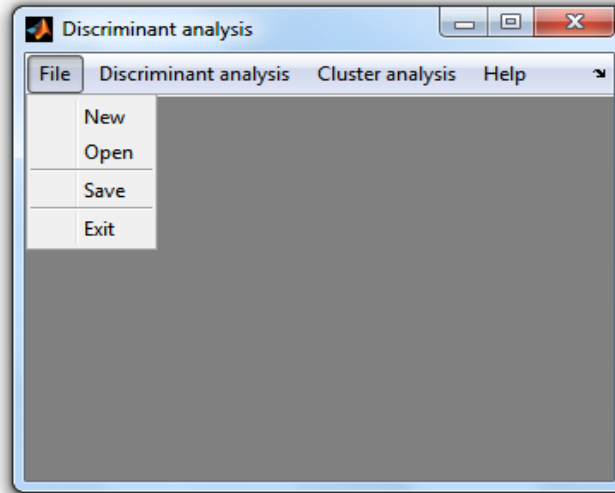 Discriminant analysis
File Discriminant analysis Cluster analysis Help
New
Open
Save
Exit